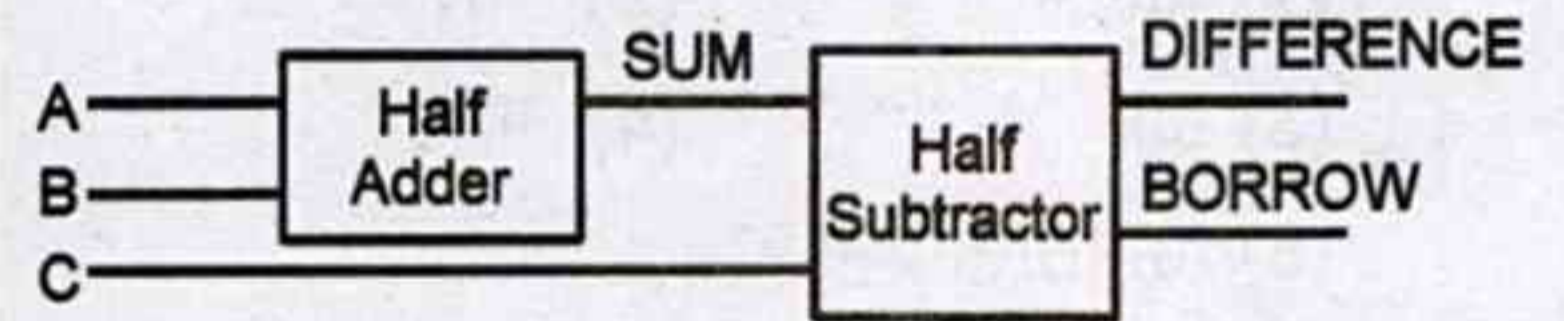 SUM
DIFFERENCE
A
Half
Adder
B
Half
Subtractor
BORROW
C